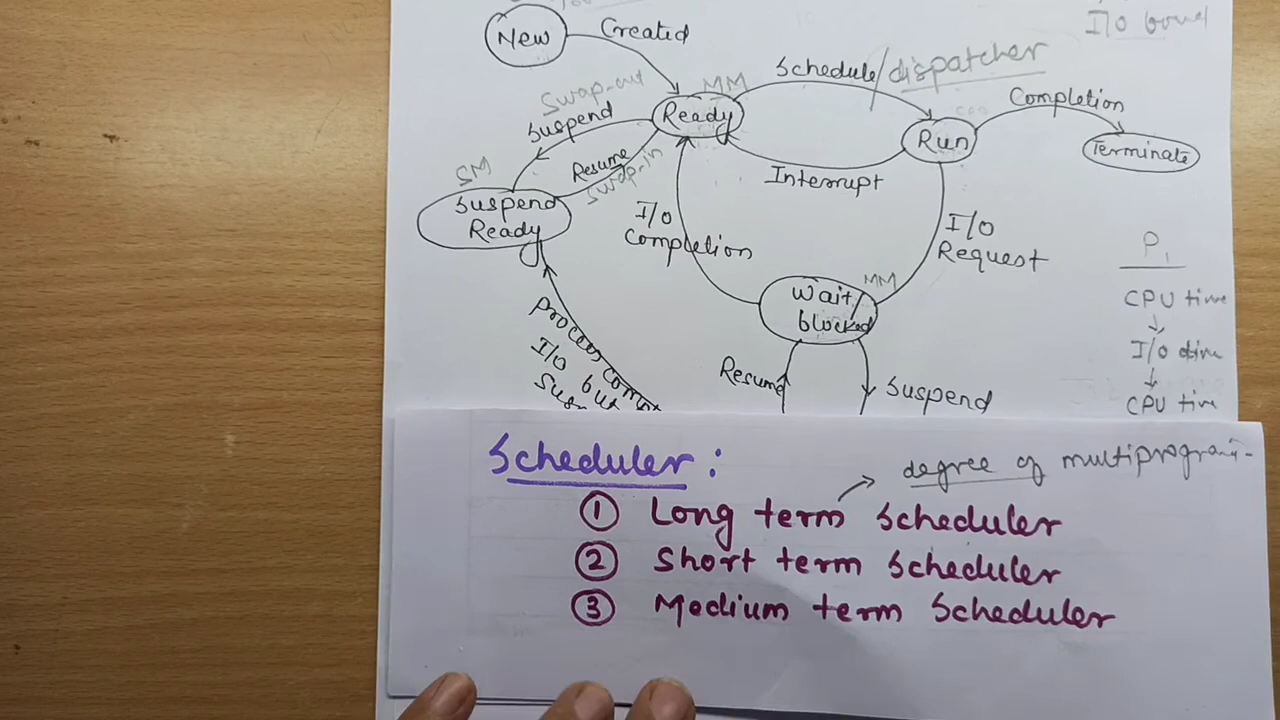 I/O bound
New
Created
Schedule/dispatcher
Swap-out
MM
Suspend
Ready
Completion
Run
Terminate
Resume
Swap-in
Interrupt
SM
Suspend
Ready
I/O
Completion
I/O
Request
P1
MM
Wait/
blocked
CPU time
I/O time
CPU time
Process
I/O but
Resume
Suspend
Scheduler:
degree of
① Long term Scheduler
② Short term Scheduler
③ Medium term Scheduler